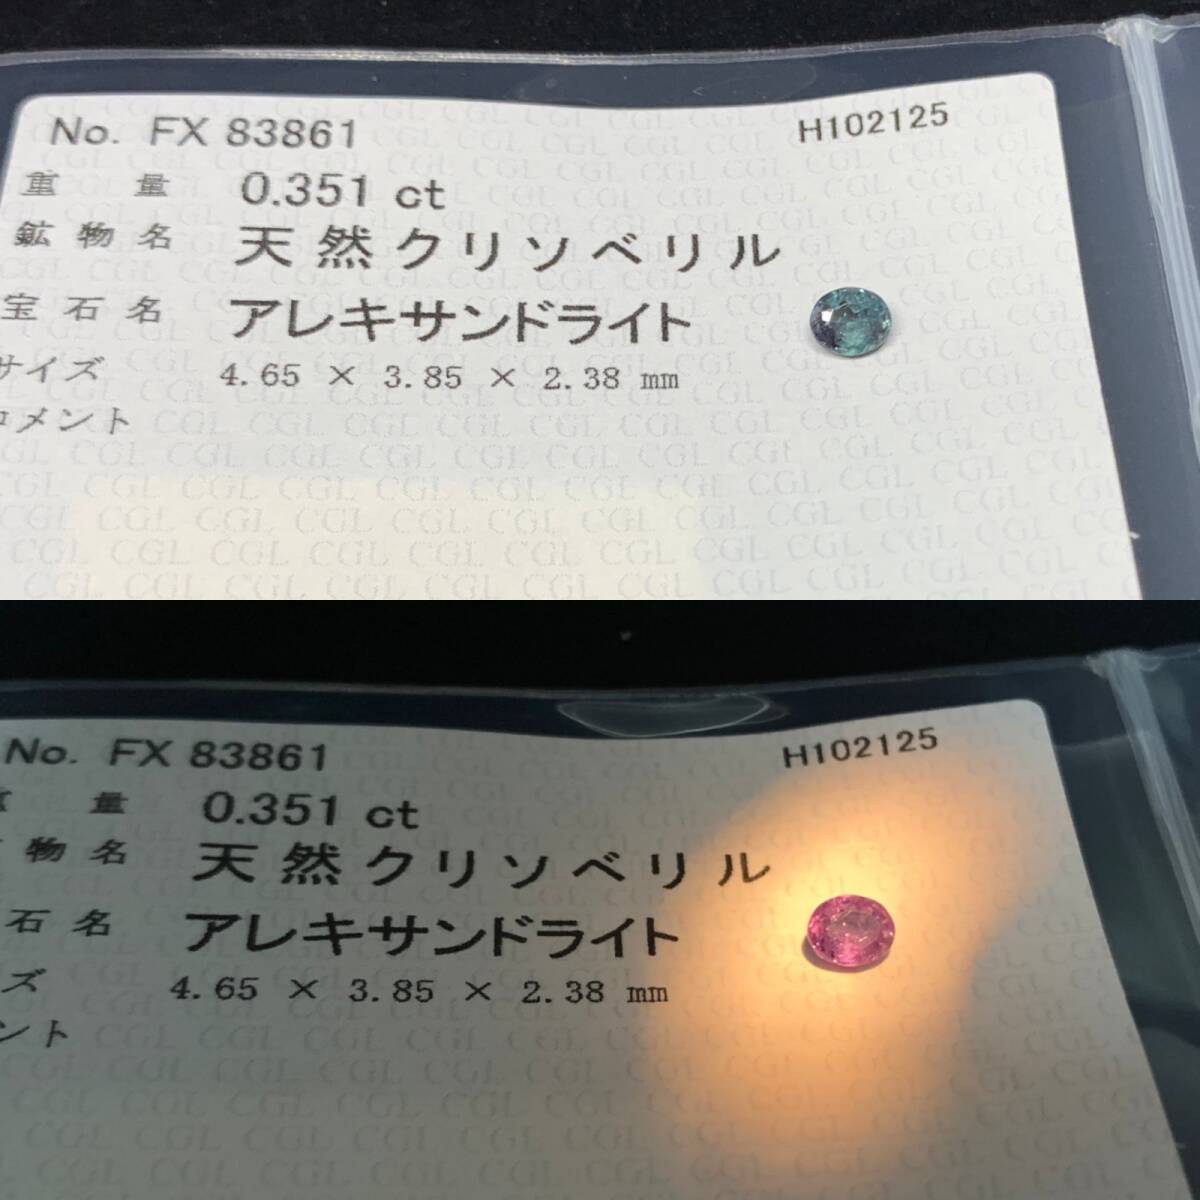 No. FX 83861 H102125
重 量 0.351 ct
鉱物名 天然クリソベリル
宝石名 アレキサンドライト
サイズ 4.65 × 3.85 × 2.38 mm
コメント
No. FX 83861 H102125
量 0.351 ct
物名 天然クリソベリル
石名 アレキサンドライト
ズ 4.65 × 3.85 × 2.38 mm
ント